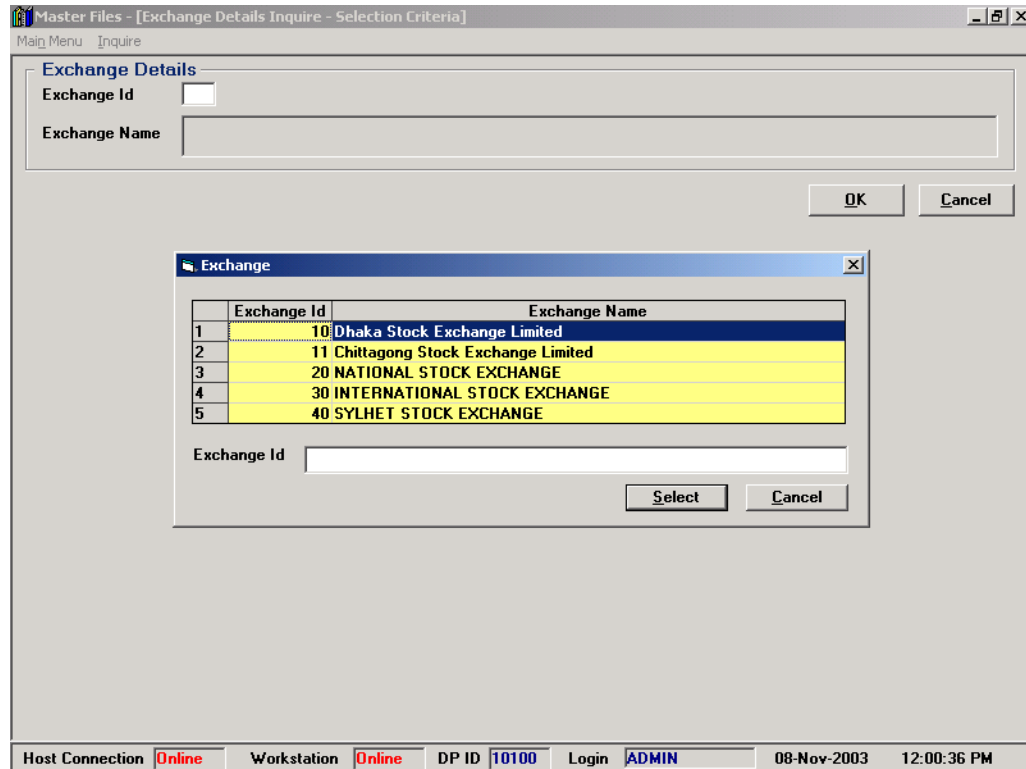 Master Files - [Exchange Details Inquire - Selection Criteria]
Main Menu Inquire
Exchange Details
Exchange Id
Exchange Name
OK Cancel
Exchange
Exchange Id Exchange Name
1 10 Dhaka Stock Exchange Limited
2 11 Chittagong Stock Exchange Limited
3 20 NATIONAL STOCK EXCHANGE
4 30 INTERNATIONAL STOCK EXCHANGE
5 40 SYLHET STOCK EXCHANGE
Exchange Id
Select Cancel
Host Connection Online Workstation Online DP ID 10100 Login ADMIN 08-Nov-2003 12:00:36 PM